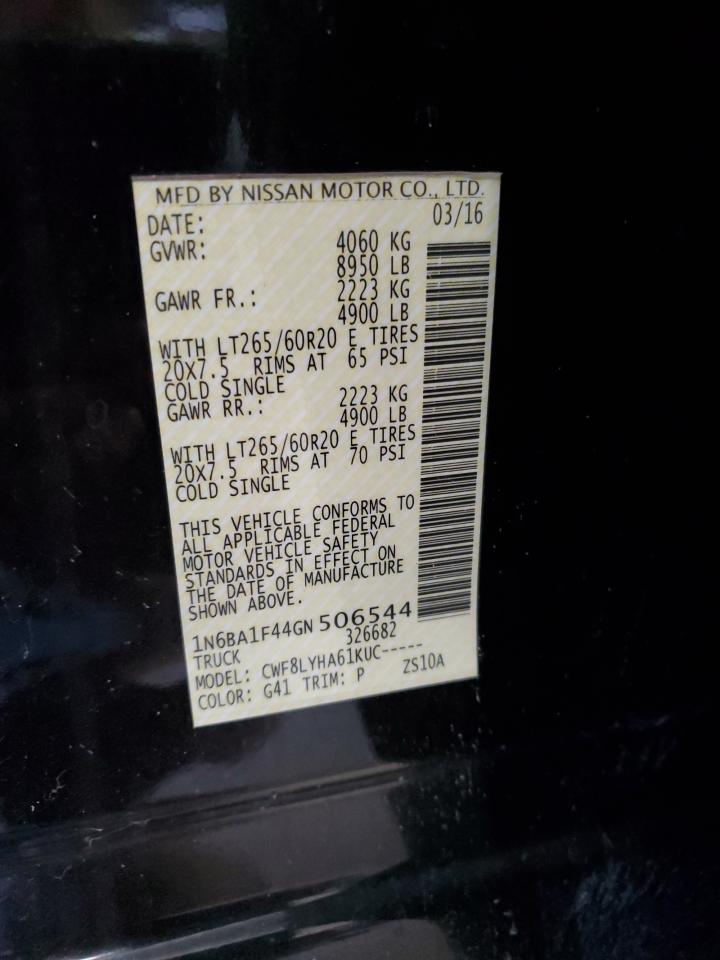 MFD BY NISSAN MOTOR CO., LTD.
DATE: 03/16
GVWR: 4060 KG
8950 LB
GAWR FR.: 2223 KG
4900 LB
WITH LT265/60R20 E TIRES
20X7.5 RIMS AT 65 PSI
COLD SINGLE
GAWR RR.: 2223 KG
4900 LB
WITH LT265/60R20 E TIRES
20X7.5 RIMS AT 70 PSI
COLD SINGLE
THIS VEHICLE CONFORMS TO
ALL APPLICABLE FEDERAL
MOTOR VEHICLE SAFETY
STANDARDS IN EFFECT ON
THE DATE OF MANUFACTURE
SHOWN ABOVE.
1N6BA1F44GN506544
TRUCK 326682
MODEL: CWF8LYHA61KUC-----
COLOR: G41 TRIM: P ZS10A